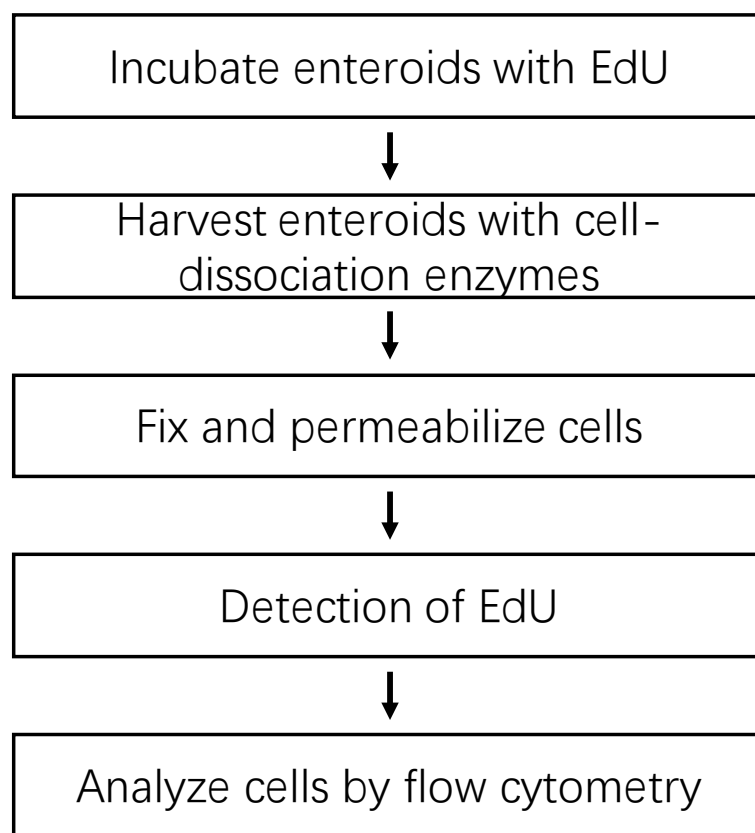 Incubate enteroids with EdU
Harvest enteroids with cell-
dissociation enzymes
Fix and permeabilize cells
Detection of EdU
Analyze cells by flow cytometry